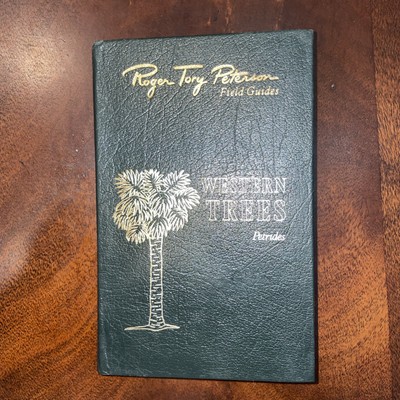 Roger Tory Peterson
Field Guides
WESTERN
TREES
Petrides